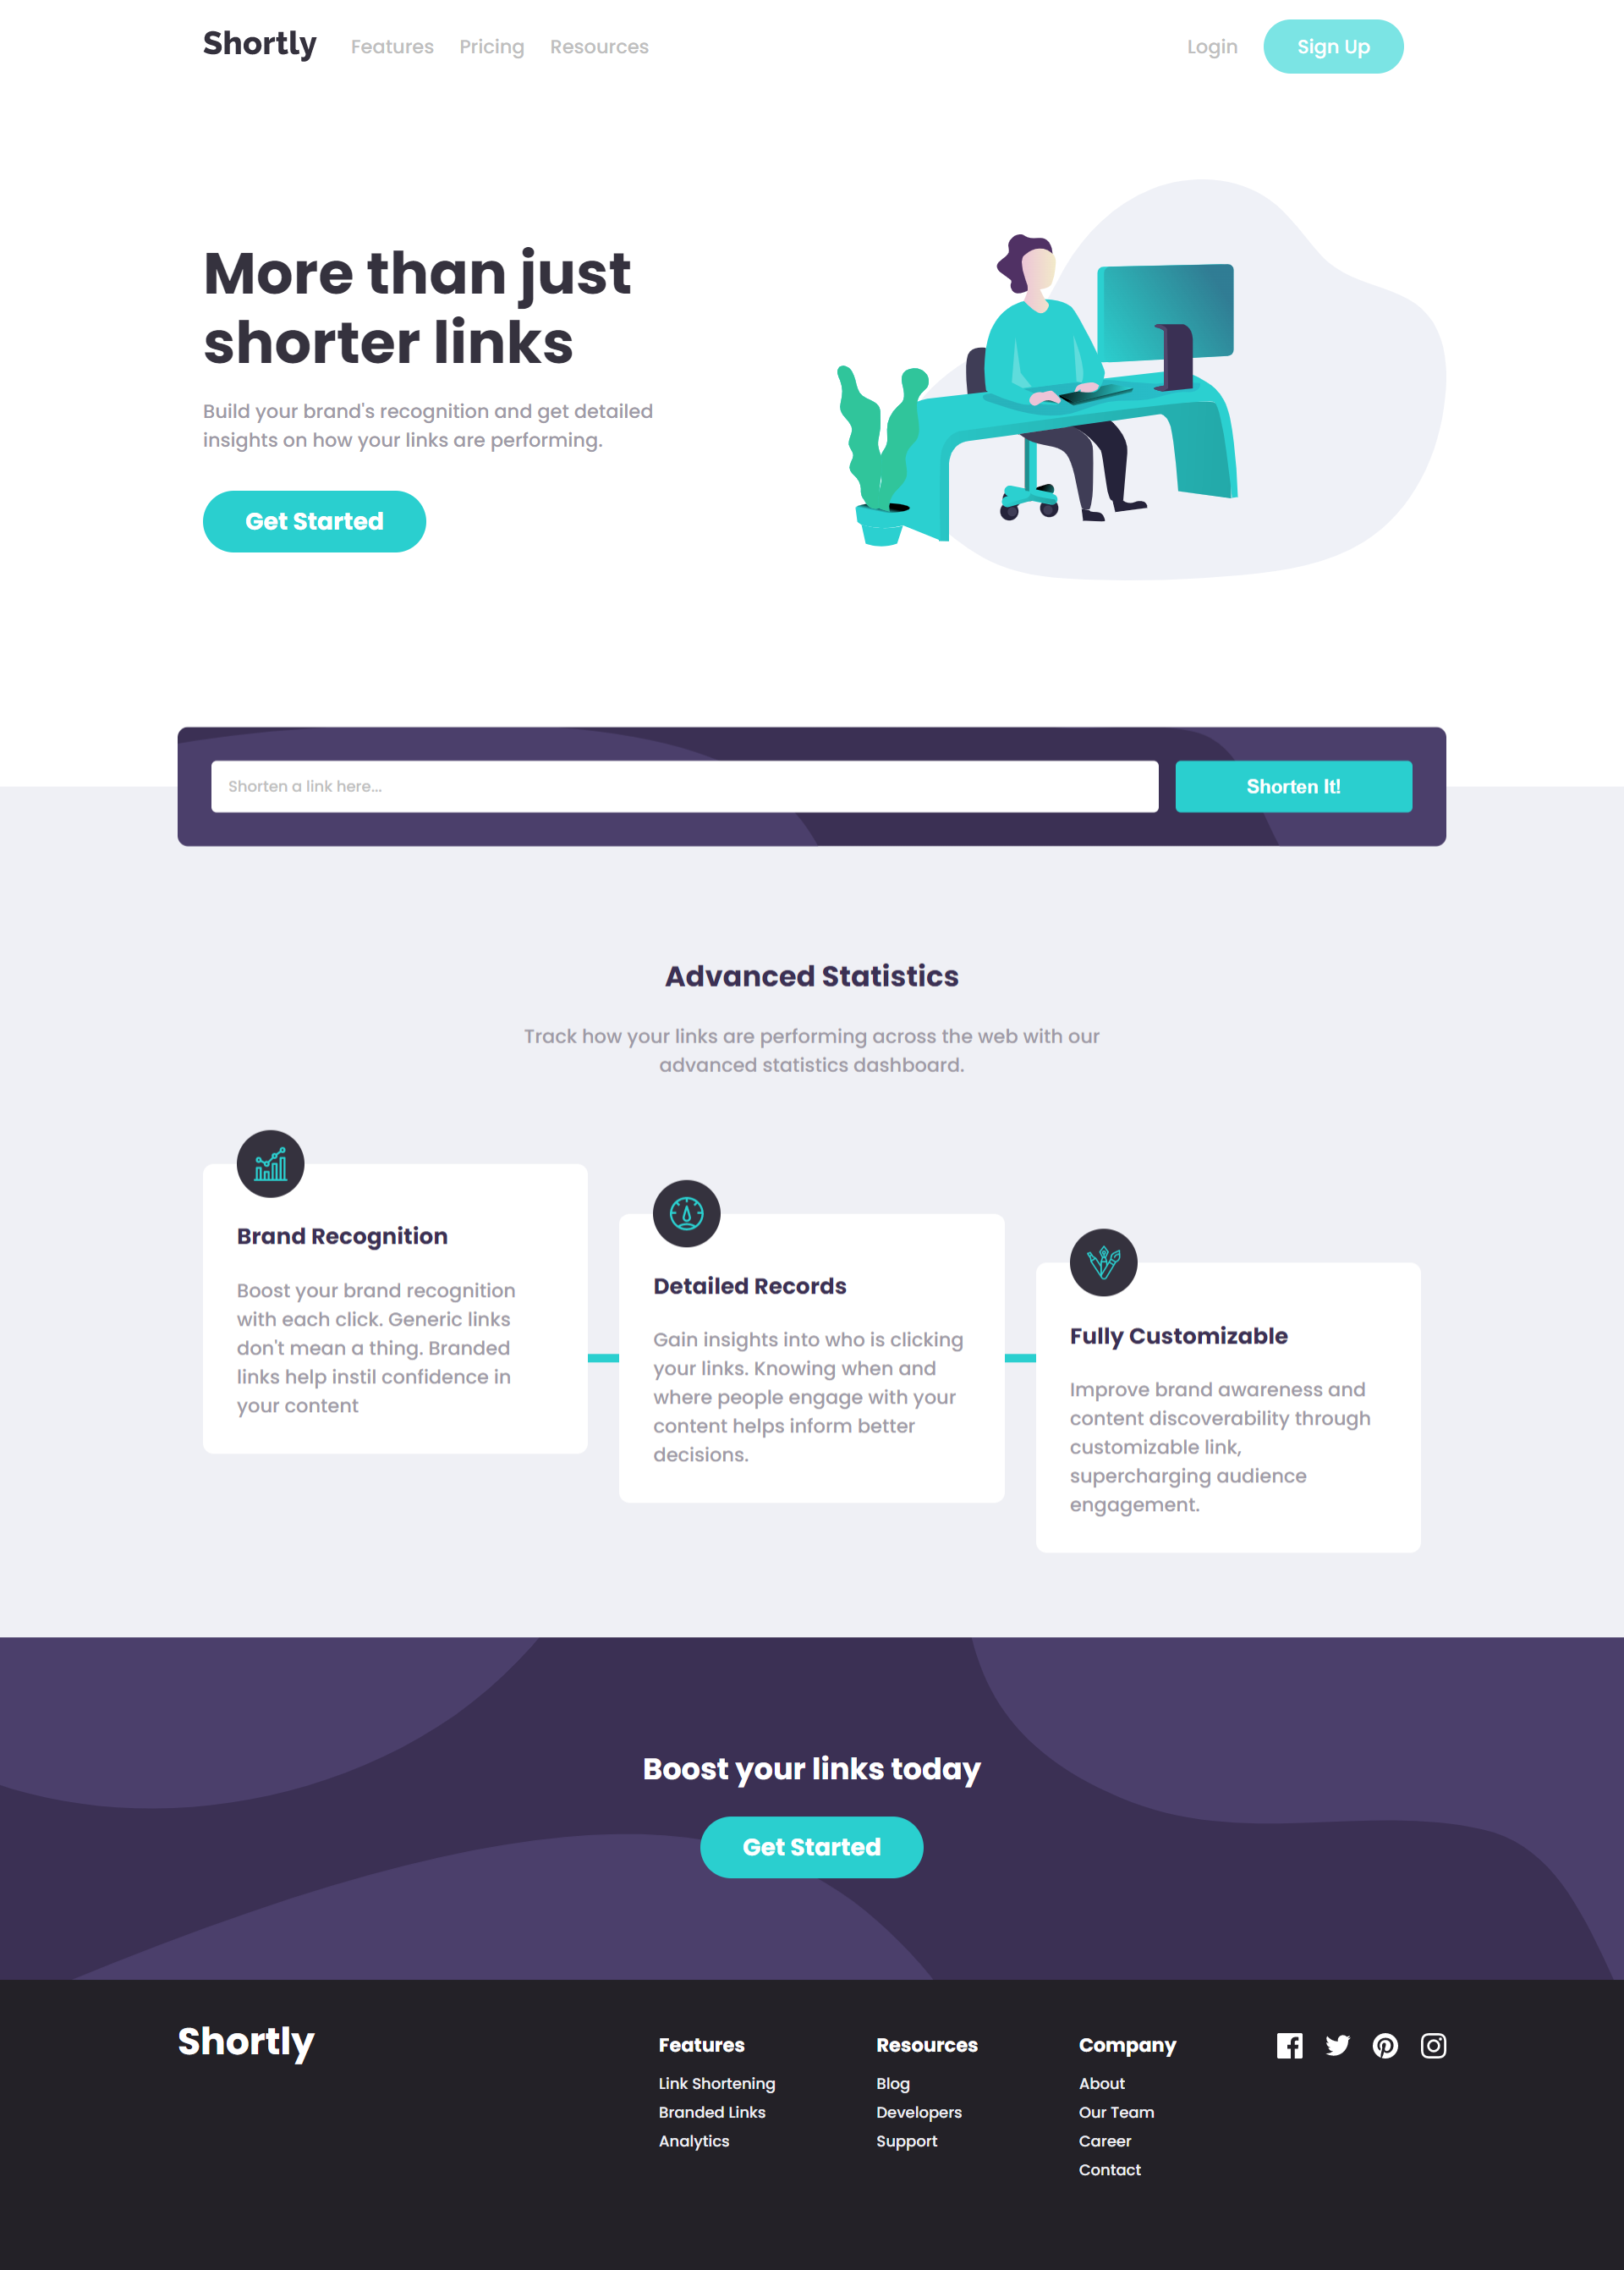 Shortly
Features
Pricing
Resources
Login
Sign Up
More than just
shorter links
Build your brand's recognition and get detailed
insights on how your links are performing.
Get Started
Shorten a link here...
Shorten It!
Advanced Statistics
Track how your links are performing across the web with our
advanced statistics dashboard.
Brand Recognition
Boost your brand recognition
with each click. Generic links
don't mean a thing. Branded
links help instil confidence in
your content
Detailed Records
Gain insights into who is clicking
your links. Knowing when and
where people engage with your
content helps inform better
decisions.
Fully Customizable
Improve brand awareness and
content discoverability through
customizable link,
supercharging audience
engagement.
Boost your links today
Get Started
Shortly
Features
Link Shortening
Branded Links
Analytics
Resources
Blog
Developers
Support
Company
About
Our Team
Career
Contact